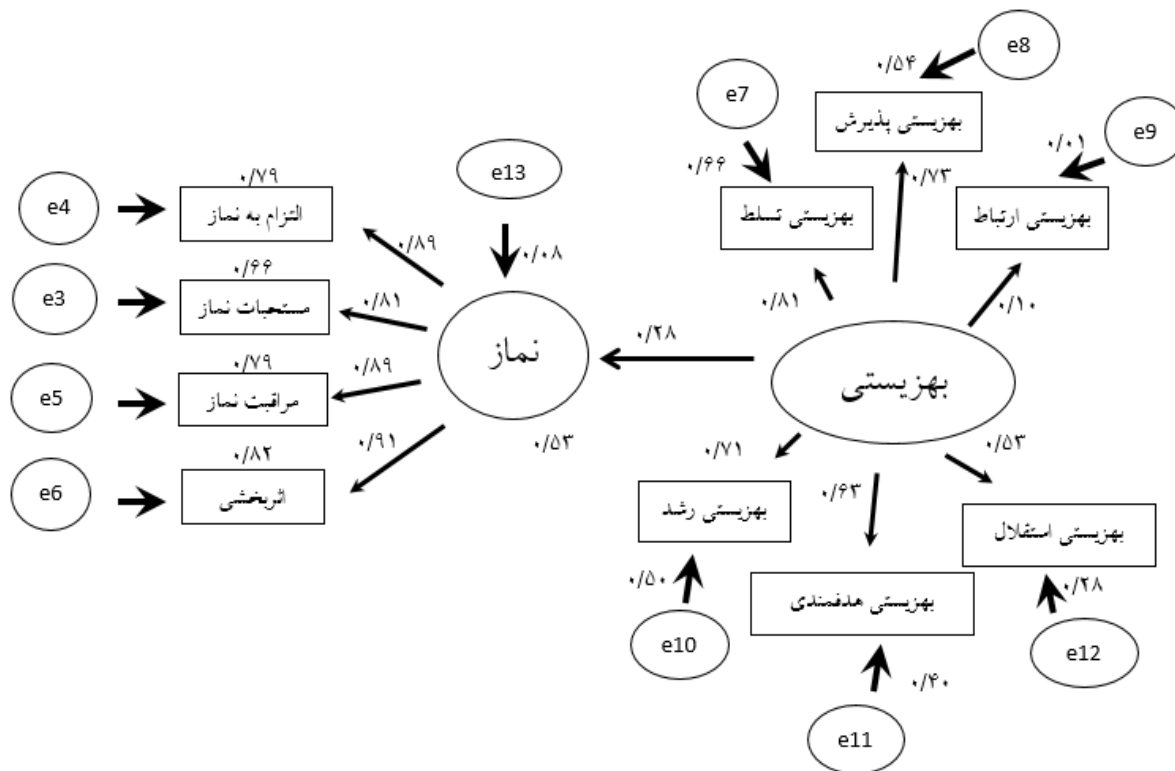 e8
۰/۵۴
e7
بهزیستی پذیرش
e9
۰/۰۱
۰/۶۶
۰/۷۳
بهزیستی تسلط
بهزیستی ارتباط
۰/۸۱
۰/۱۰
e13
۰/۰۸
e4
۰/۷۹
التزام به نماز
۰/۸۹
e3
۰/۶۶
مستحبات نماز
۰/۸۱
e5
۰/۷۹
مراقبت نماز
۰/۸۹
e6
۰/۸۲
اثربخشی
۰/۹۱
نماز
۰/۵۳
۰/۲۸
بهزیستی
۰/۷۱
بهزیستی رشد
۰/۵۰
e10
۰/۶۳
بهزیستی هدفمندی
۰/۴۰
e11
۰/۵۳
بهزیستی استقلال
۰/۲۸
e12